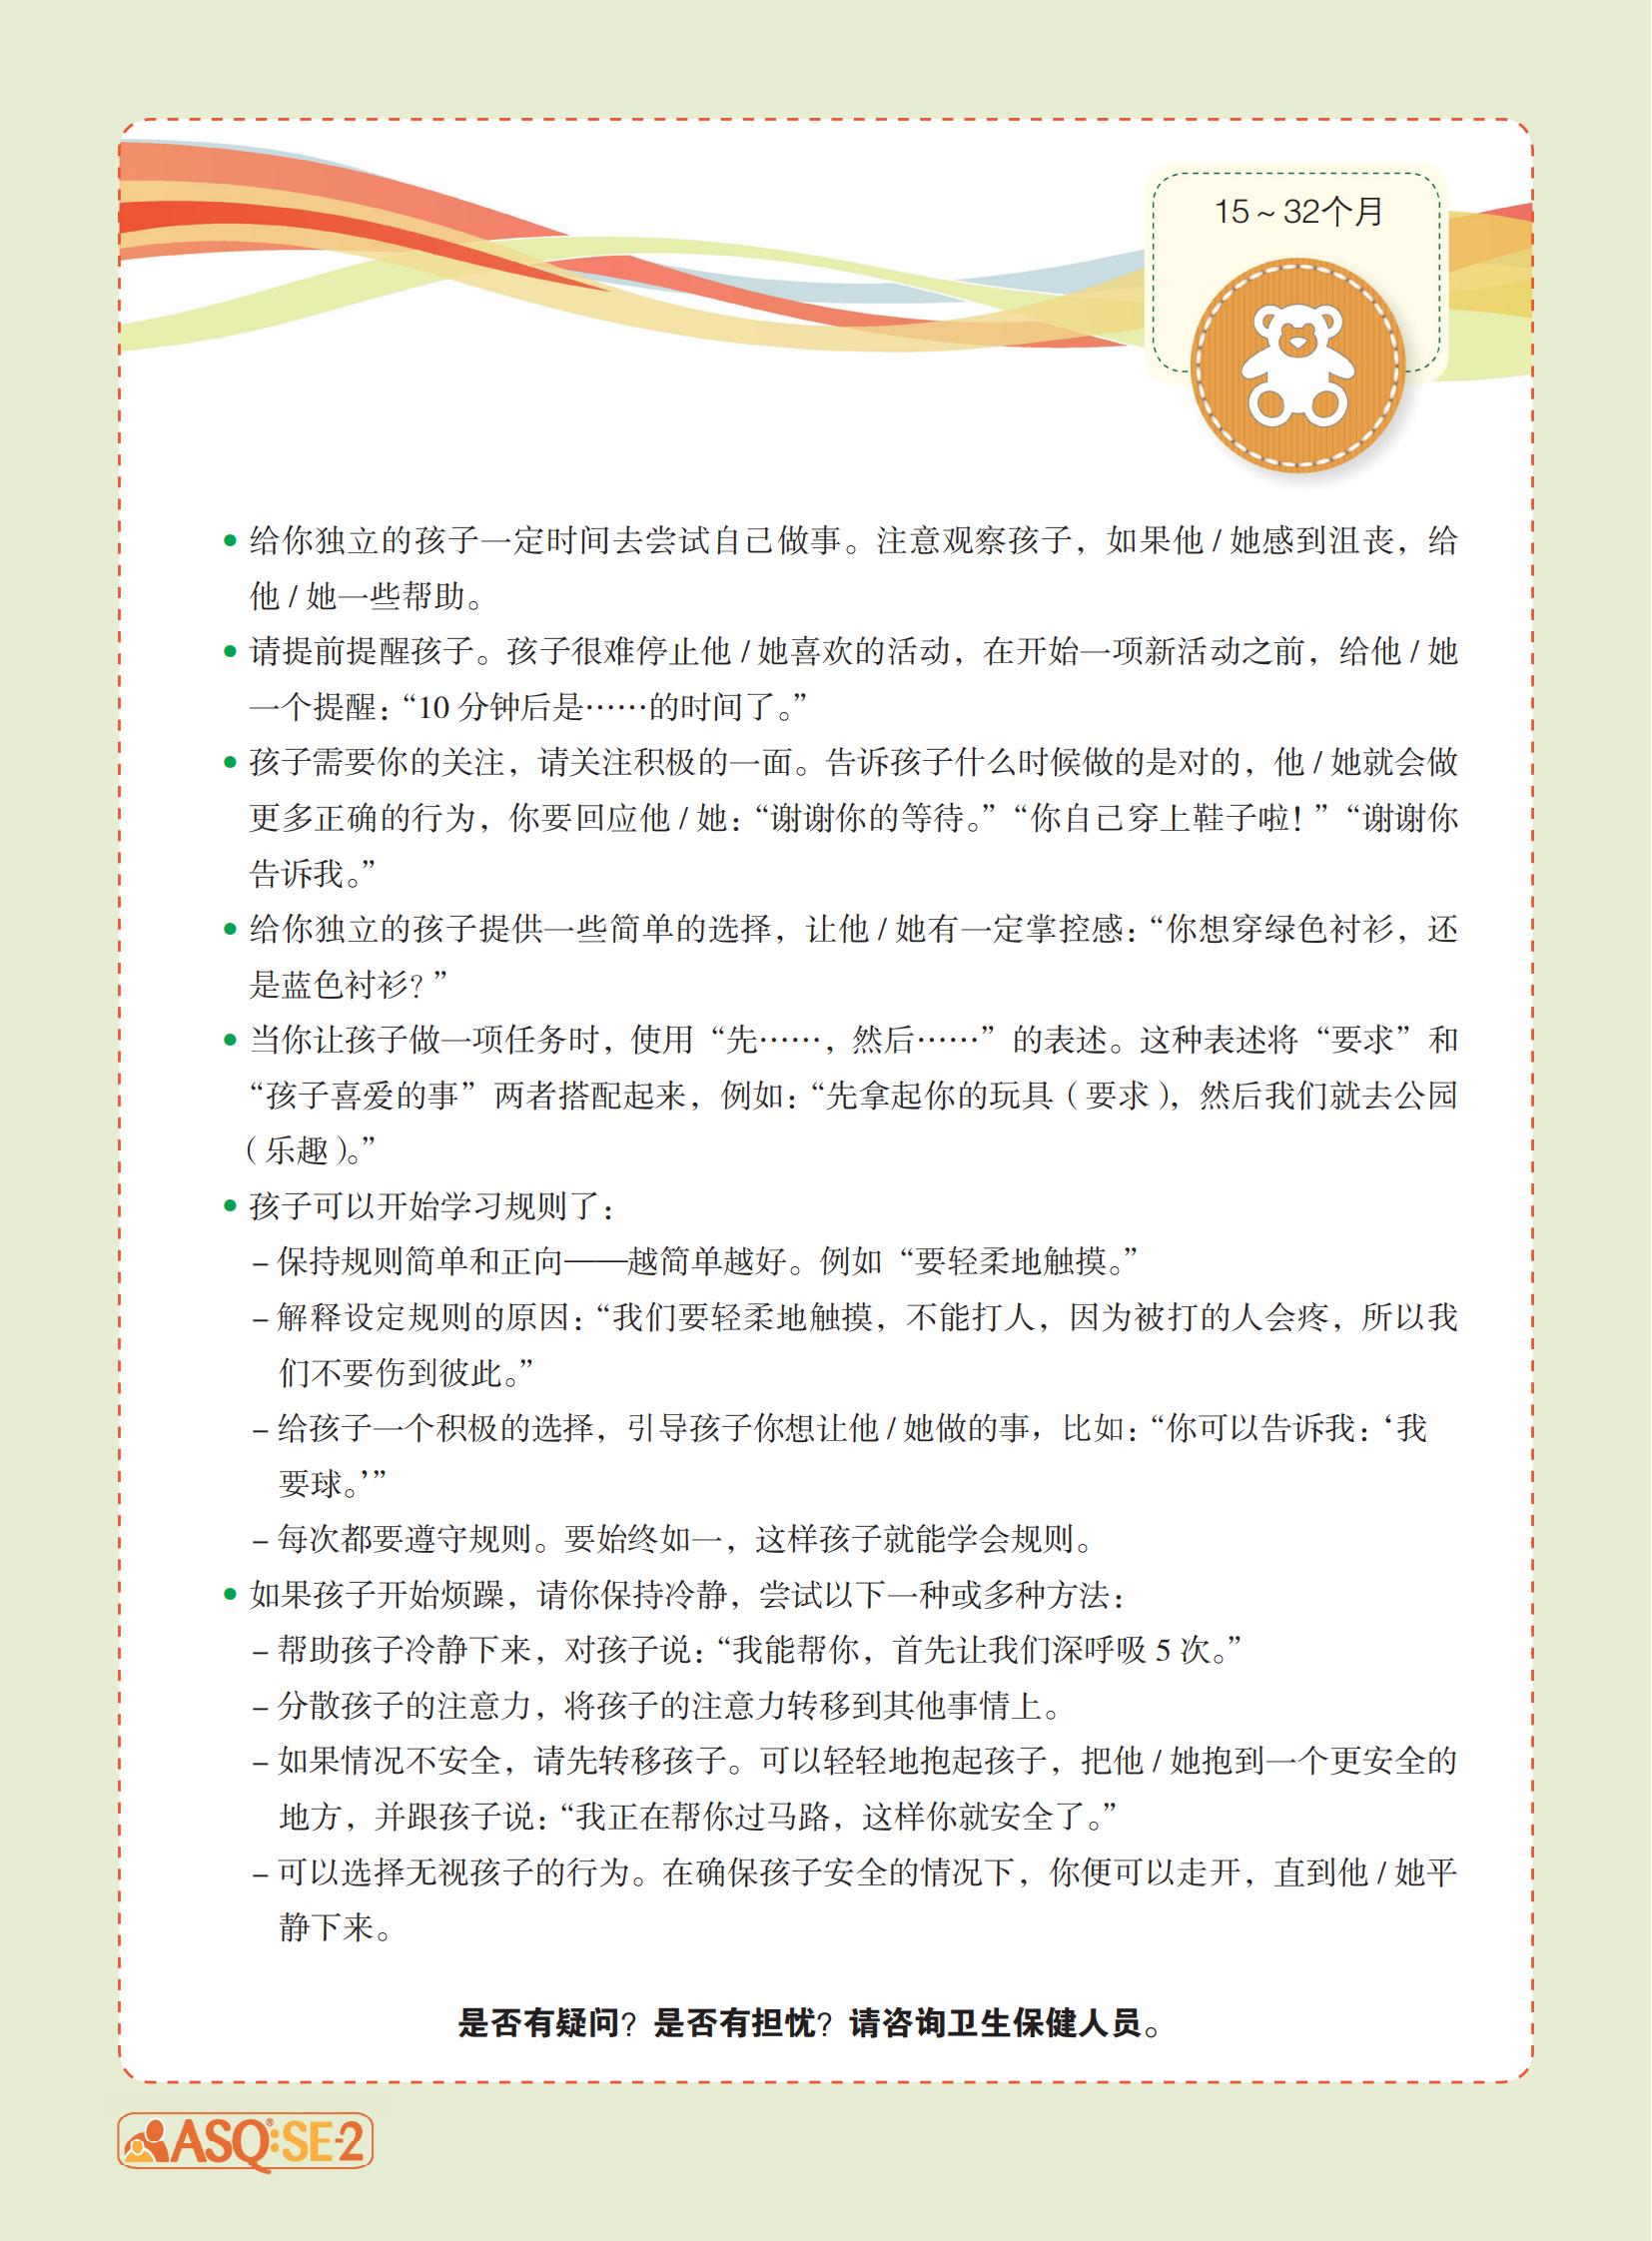 15～32个月
• 给你独立的孩子一定时间去尝试自己做事。注意观察孩子，如果他 / 她感到沮丧，给
他 / 她一些帮助。
• 请提前提醒孩子。孩子很难停止他 / 她喜欢的活动，在开始一项新活动之前，给他 / 她
一个提醒：“10 分钟后是……的时间了。”
• 孩子需要你的关注，请关注积极的一面。告诉孩子什么时候做的是对的，他 / 她就会做
更多正确的行为，你要回应他 / 她：“谢谢你的等待。”“你自己穿上鞋子啦！”“谢谢你
告诉我。”
• 给你独立的孩子提供一些简单的选择，让他 / 她有一定掌控感：“你想穿绿色衬衫，还
是蓝色衬衫？”
• 当你让孩子做一项任务时，使用“先……，然后……”的表述。这种表述将“要求”和
“孩子喜爱的事”两者搭配起来，例如：“先拿起你的玩具（要求），然后我们就去公园
（乐趣）。”
• 孩子可以开始学习规则了：
– 保持规则简单和正向——越简单越好。例如“要轻柔地触摸。”
– 解释设定规则的原因：“我们要轻柔地触摸，不能打人，因为被打的人会疼，所以我
们不要伤到彼此。”
– 给孩子一个积极的选择，引导孩子你想让他 / 她做的事，比如：“你可以告诉我：‘我
要球。’”
– 每次都要遵守规则。要始终如一，这样孩子就能学会规则。
• 如果孩子开始烦躁，请你保持冷静，尝试以下一种或多种方法：
– 帮助孩子冷静下来，对孩子说：“我能帮你，首先让我们深呼吸 5 次。”
– 分散孩子的注意力，将孩子的注意力转移到其他事情上。
– 如果情况不安全，请先转移孩子。可以轻轻地抱起孩子，把他 / 她抱到一个更安全的
地方，并跟孩子说：“我正在帮你过马路，这样你就安全了。”
– 可以选择无视孩子的行为。在确保孩子安全的情况下，你便可以走开，直到他 / 她平
静下来。
是否有疑问？是否有担忧？请咨询卫生保健人员。
ASQ®:SE-2